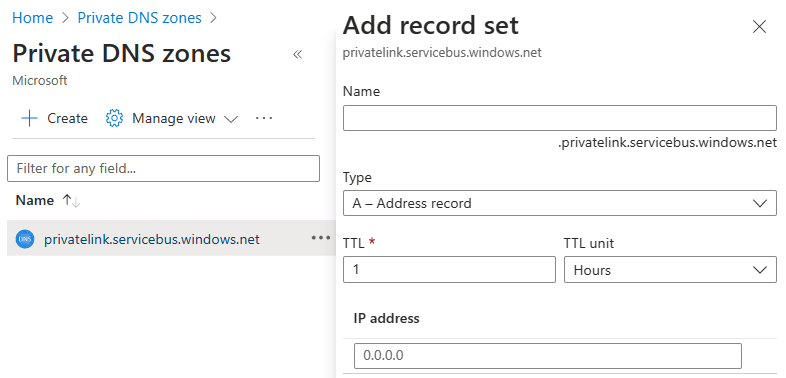 Home > Private DNS zones >
Private DNS zones «
Microsoft
+ Create Manage view ...
Filter for any field...
Name ↑↓
DNS privatelink.servicebus.windows.net ...
Add record set
privatelink.servicebus.windows.net
Name
.privatelink.servicebus.windows.net
Type
A – Address record
TTL * TTL unit
1 Hours
IP address
0.0.0.0